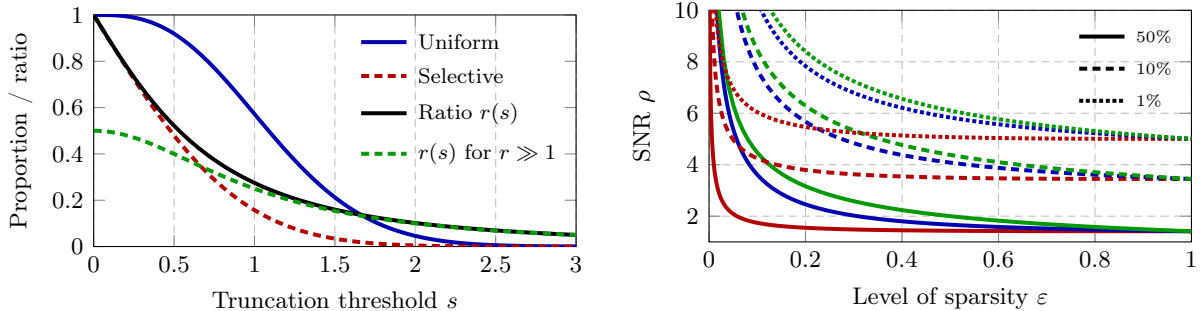 Proportion / ratio
1
0.8
0.6
0.4
0.2
0
Uniform
Selective
Ratio r(s)
r(s) for r ≫ 1
0 0.5 1 1.5 2 2.5 3
Truncation threshold s
SNR ρ
10
8
6
4
2
50%
10%
1%
0 0.2 0.4 0.6 0.8 1
Level of sparsity ε